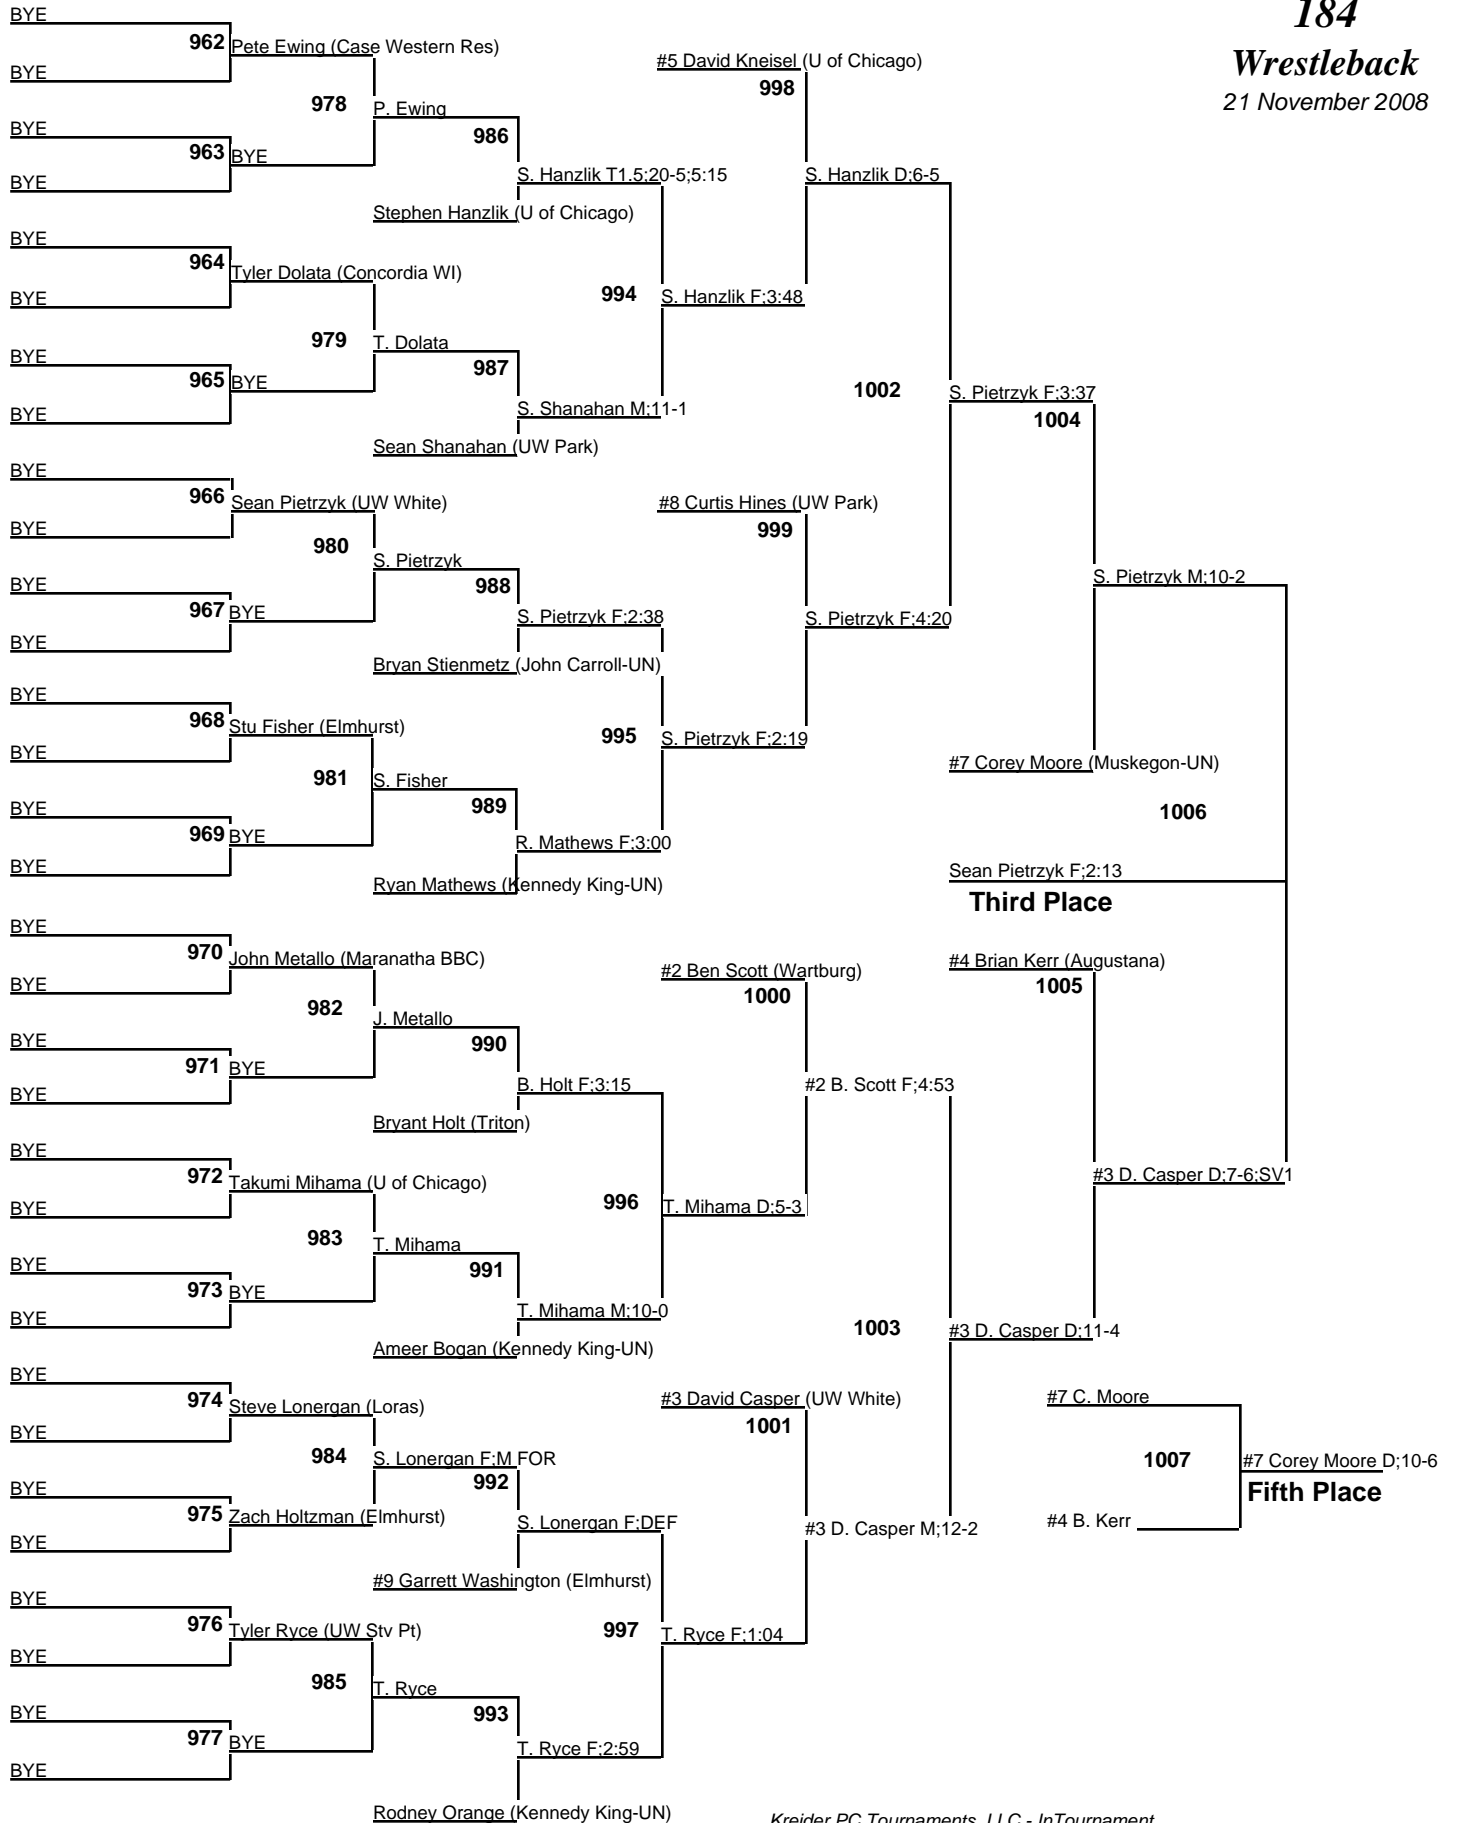 184
Wrestleback
21 November 2008
BYE
962 Pete Ewing (Case Western Res)
BYE
978 P. Ewing
BYE
963 BYE
BYE
986 S. Hanzlik T1.5;20-5;5:15
Stephen Hanzlik (U of Chicago)
BYE
964 Tyler Dolata (Concordia WI)
BYE
979 T. Dolata
BYE
965 BYE
BYE
987 S. Shanahan M;11-1
Sean Shanahan (UW Park)
994 S. Hanzlik F;3:48
#5 David Kneisel (U of Chicago)
998 S. Hanzlik D;6-5
BYE
966 Sean Pietrzyk (UW White)
BYE
980 S. Pietrzyk
BYE
967 BYE
BYE
988 S. Pietrzyk F;2:38
Bryan Stienmetz (John Carroll-UN)
BYE
968 Stu Fisher (Elmhurst)
BYE
981 S. Fisher
BYE
969 BYE
BYE
989 R. Mathews F;3:00
Ryan Mathews (Kennedy King-UN)
995 S. Pietrzyk F;2:19
#8 Curtis Hines (UW Park)
999 S. Pietrzyk F;4:20
1002 S. Pietrzyk F;3:37
1004 S. Pietrzyk M;10-2
#7 Corey Moore (Muskegon-UN)
1006
Sean Pietrzyk F;2:13
Third Place
BYE
970 John Metallo (Maranatha BBC)
BYE
982 J. Metallo
BYE
971 BYE
BYE
990 B. Holt F;3:15
Bryant Holt (Triton)
BYE
972 Takumi Mihama (U of Chicago)
BYE
983 T. Mihama
BYE
973 BYE
BYE
991 T. Mihama M;10-0
Ameer Bogan (Kennedy King-UN)
996 T. Mihama D;5-3
#2 Ben Scott (Wartburg)
1000 #2 B. Scott F;4:53
#4 Brian Kerr (Augustana)
1005 #3 D. Casper D;7-6;SV1
1003 #3 D. Casper D;11-4
BYE
974 Steve Lonergan (Loras)
BYE
984 S. Lonergan F;M FOR
BYE
975 Zach Holtzman (Elmhurst)
BYE
992 S. Lonergan F;DEF
#9 Garrett Washington (Elmhurst)
BYE
976 Tyler Ryce (UW Stv Pt)
BYE
985 T. Ryce
BYE
977 BYE
BYE
993 T. Ryce F;2:59
Rodney Orange (Kennedy King-UN)
997 T. Ryce F;1:04
#3 David Casper (UW White)
1001 #3 D. Casper M;12-2
#7 C. Moore
1007 #7 Corey Moore D;10-6
Fifth Place
#4 B. Kerr
Kreider PC Tournaments, LLC - InTournament